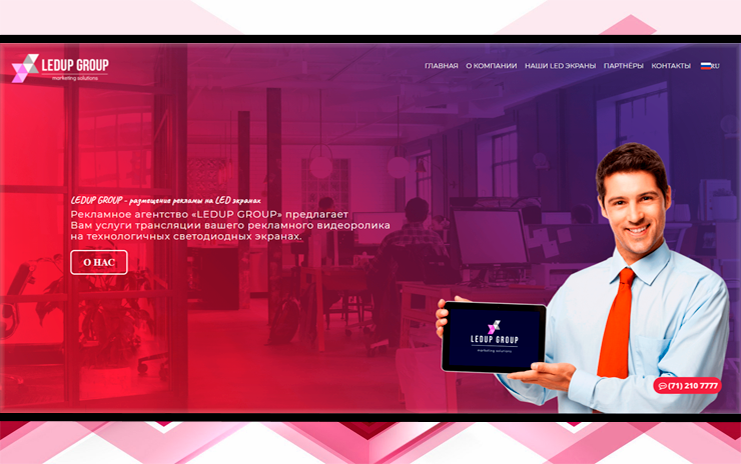 LEDUP GROUP
marketing solutions
ГЛАВНАЯ О КОМПАНИИ НАШИ LED ЭКРАНЫ ПАРТНЁРЫ КОНТАКТЫ RU
LEDUP GROUP - размещение рекламы на LED экранах
Рекламное агентство «LEDUP GROUP» предлагает
Вам услуги трансляции вашего рекламного видеоролика
на технологичных светодиодных экранах.
О НАС
LEDUP GROUP
marketing solutions
(71) 210 7777